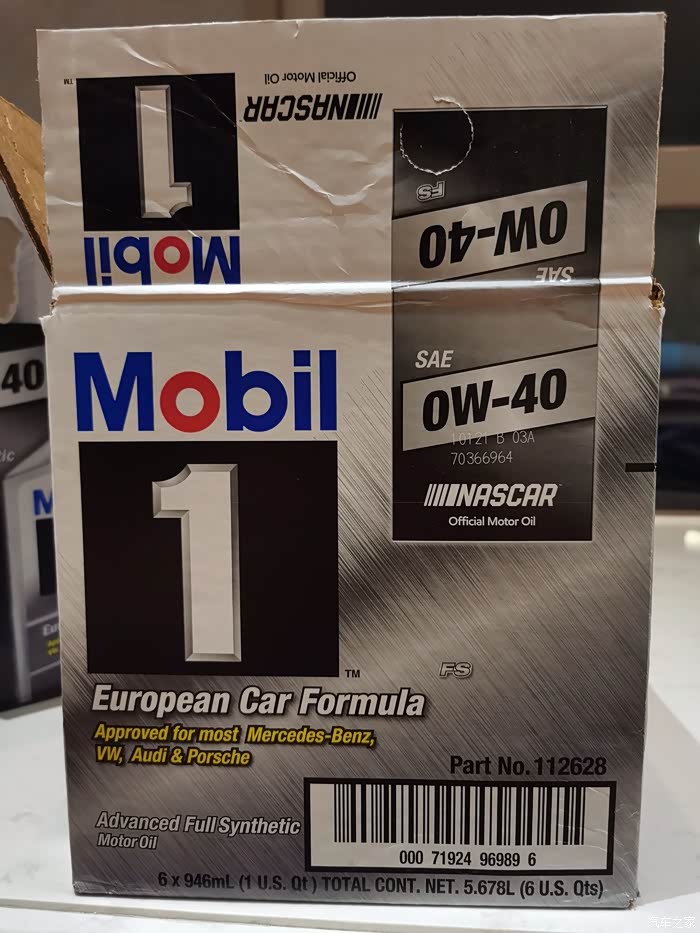 Official Motor Oil
NASCAR
TM
1
Mobil
FS
0W-40
SAE
Mobil
1
TM
SAE
0W-40
10121 B 03A
70366964
NASCAR
Official Motor Oil
FS
European Car Formula
Approved for most Mercedes-Benz,
VW, Audi & Porsche
Part No. 112628
Advanced Full Synthetic
Motor Oil
000 71924 96989 6
6 x 946mL (1 U.S. Qt) TOTAL CONT. NET. 5.678L (6 U.S. Qts)
40
tic
M
Eu
汽车之家